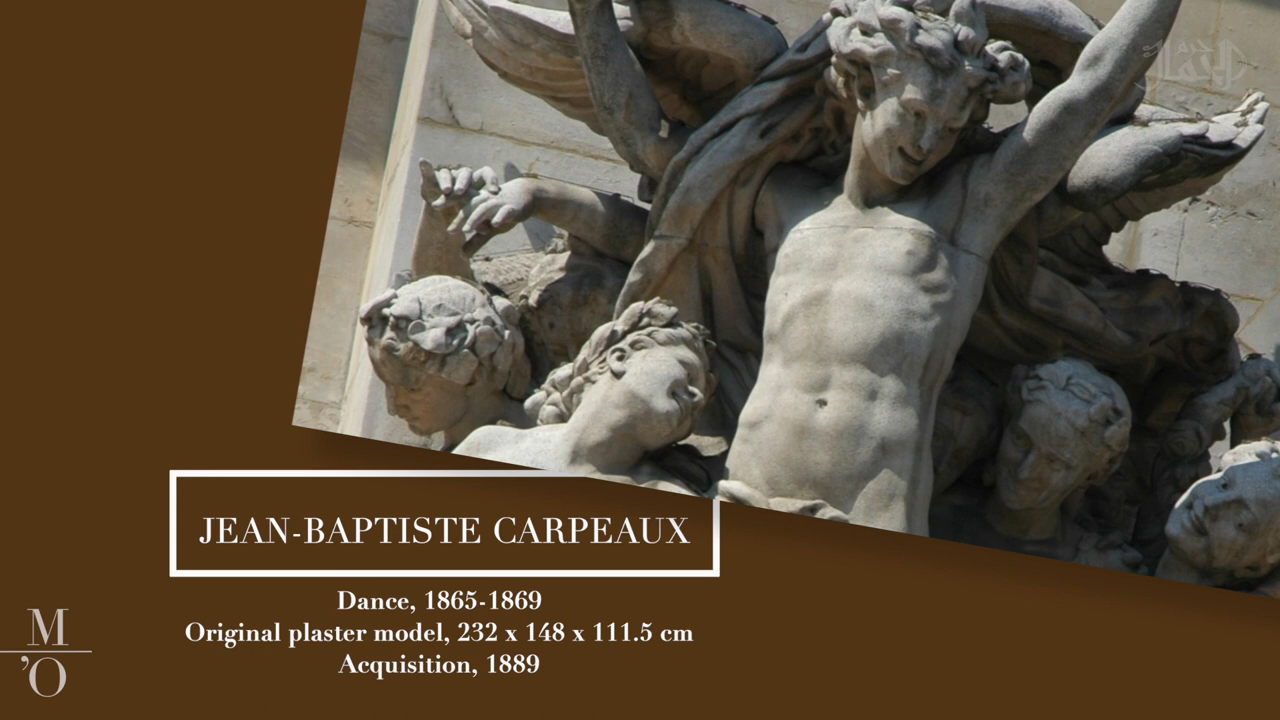 JEAN-BAPTISTE CARPEAUX
Dance, 1865-1869
Original plaster model, 232 x 148 x 111.5 cm
Acquisition, 1889
M
'O